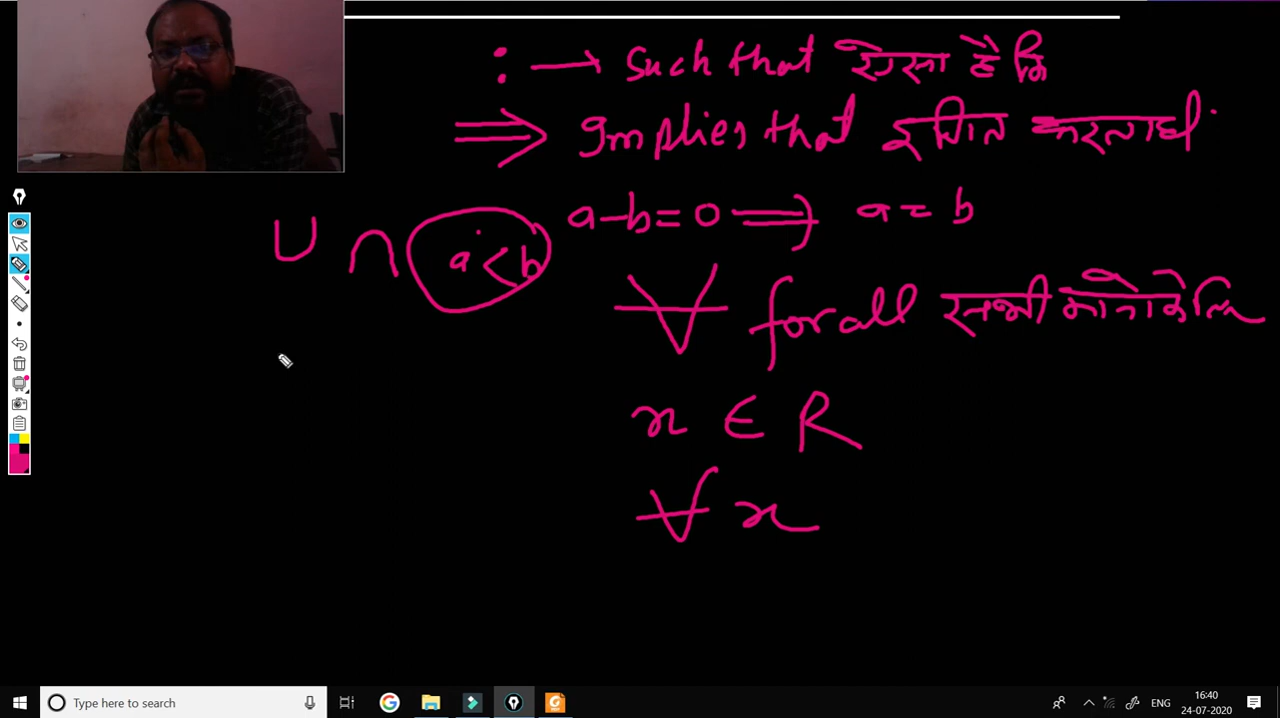 : → Such that ऐसा है कि
⇒ Implies that इंगित करता है
a-b=0 ⇒ a = b
∪ ∩ a<b
∀ for all सभी मानों के लिए
x ∈ R
∀ x
Type here to search
ENG
16:40
24-07-2020